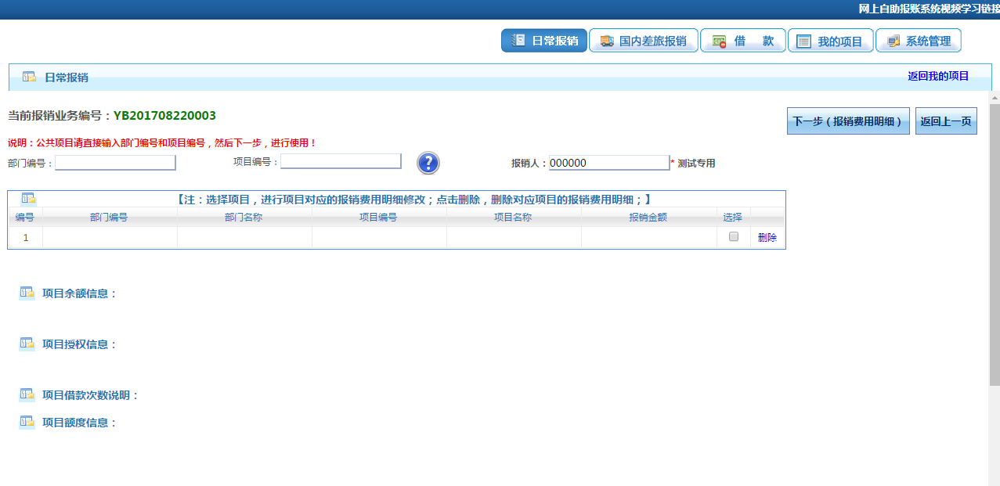 网上自助报账系统视频学习链接
日常报销 国内差旅报销 借 款 我的项目 系统管理
日常报销 返回我的项目
当前报销业务编号：YB201708220003 下一步（报销费用明细） 返回上一页
说明：公共项目请直接输入部门编号和项目编号，然后下一步，进行使用！
部门编号： 项目编号： ? 报销人：000000 * 测试专用
【注：选择项目，进行项目对应的报销费用明细修改；点击删除，删除对应项目的报销费用明细；】
编号 部门编号 部门名称 项目编号 项目名称 报销金额 选择
1 删除
项目余额信息：
项目授权信息：
项目借款次数说明：
项目额度信息：